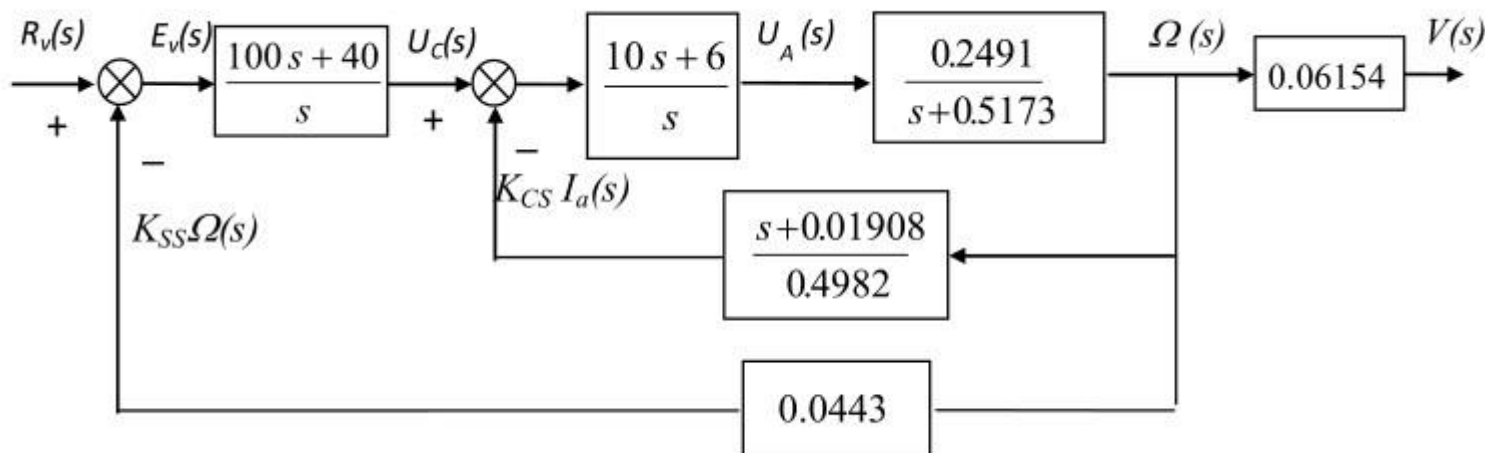 R_v(s) E_v(s) U_C(s) U_A(s) Ω(s) V(s)
100 s + 40 / s
10 s + 6 / s
0.2491 / s+0.5173
0.06154
+ − + −
K_CS I_a(s)
K_SSΩ(s)
s+0.01908 / 0.4982
0.0443